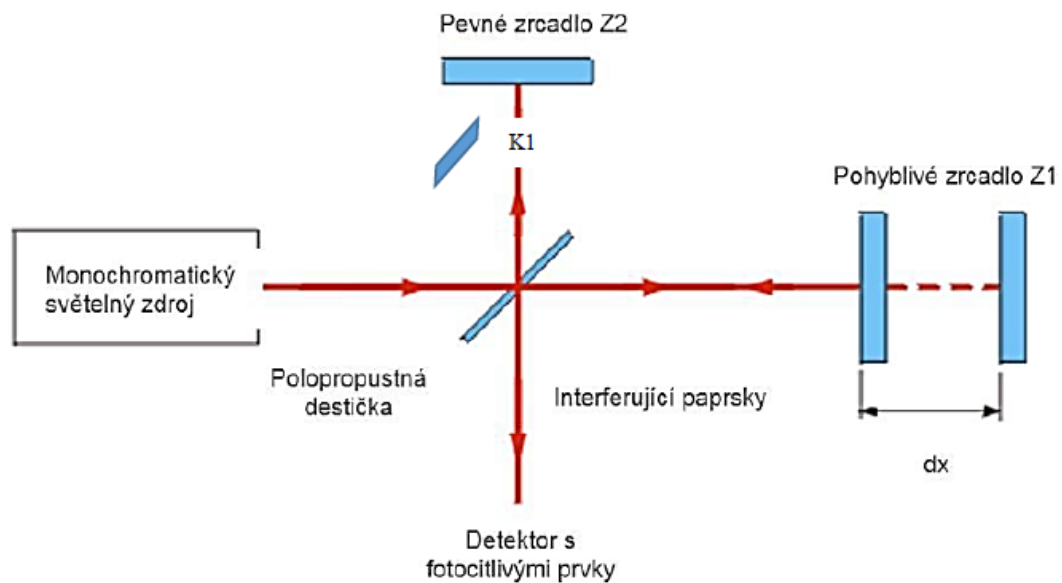 Pevné zrcadlo Z2
K1
Pohyblivé zrcadlo Z1
Monochromatický
světelný zdroj
Polopropustná
destička
Interferující paprsky
dx
Detektor s
fotocitlivými prvky